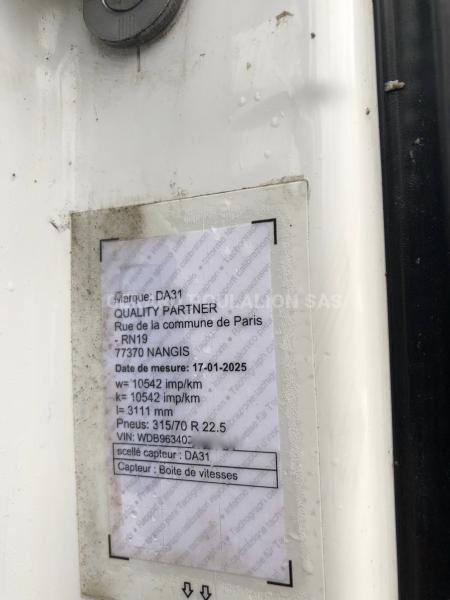 Marque: DA31
QUALITY PARTNER
Rue de la commune de Paris
- RN19
77370 NANGIS
Date de mesure: 17-01-2025
w= 10542 imp/km
k= 10542 imp/km
l= 3111 mm
Pneus: 315/70 R 22.5
VIN: WDB963402
scellé capteur: DA31
Capteur: Boite de vitesses